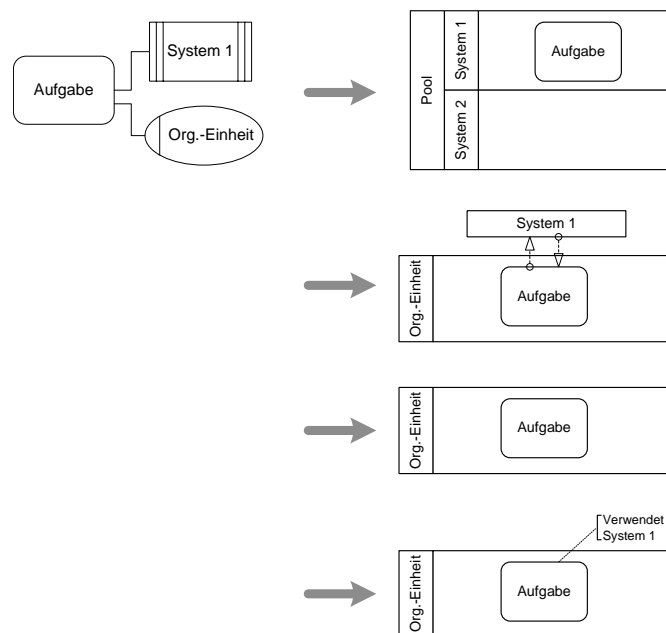 System 1
Aufgabe
Org.-Einheit
Pool
System 1
System 2
Aufgabe
System 1
Org.-Einheit
Aufgabe
Org.-Einheit
Aufgabe
Verwendet
System 1
Org.-Einheit
Aufgabe